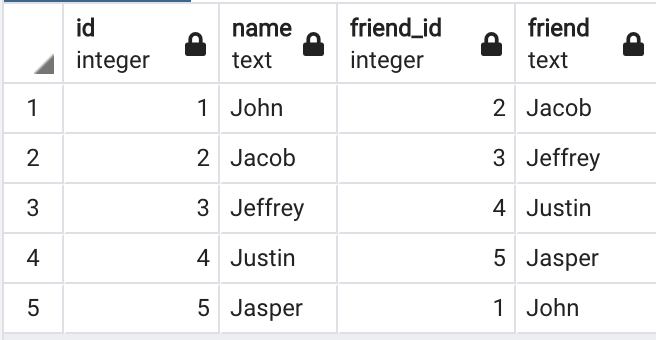 id name friend_id friend
integer text integer text
1 1 John 2 Jacob
2 2 Jacob 3 Jeffrey
3 3 Jeffrey 4 Justin
4 4 Justin 5 Jasper
5 5 Jasper 1 John